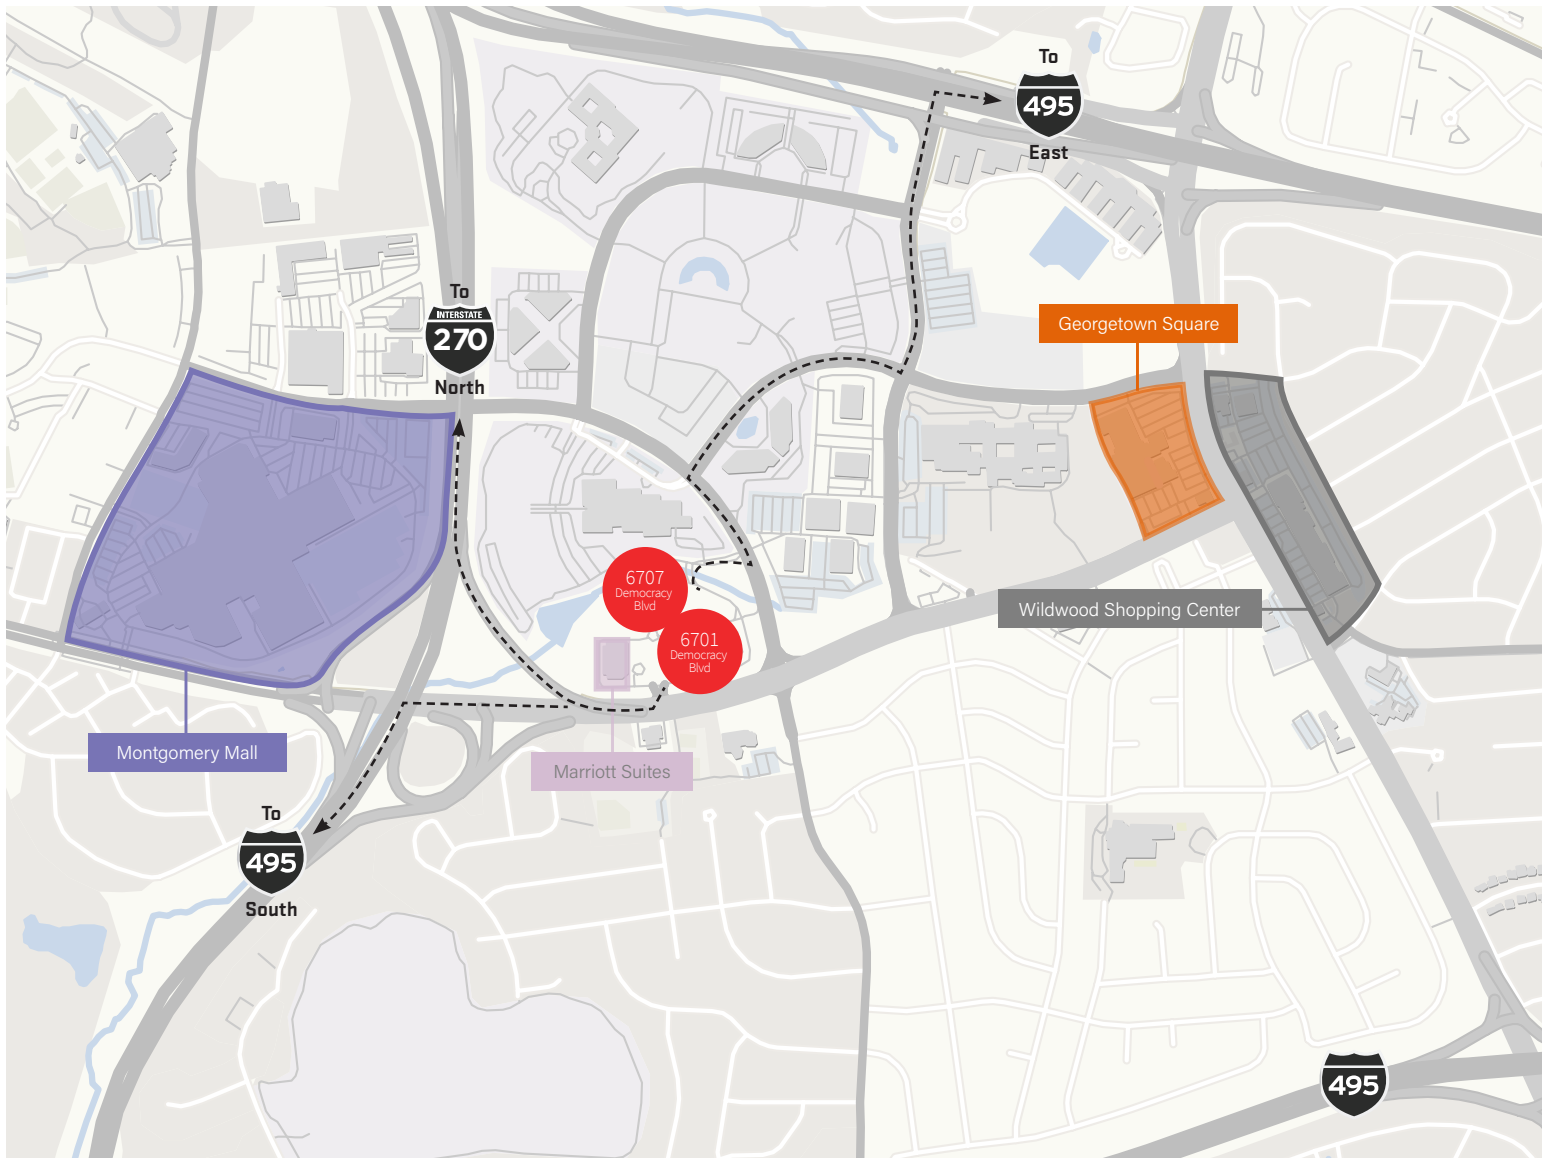 To
495
East
To
INTERSTATE
270
North
Georgetown Square
6707
Democracy
Blvd
6701
Democracy
Blvd
Wildwood Shopping Center
Montgomery Mall
Marriott Suites
To
495
South
495